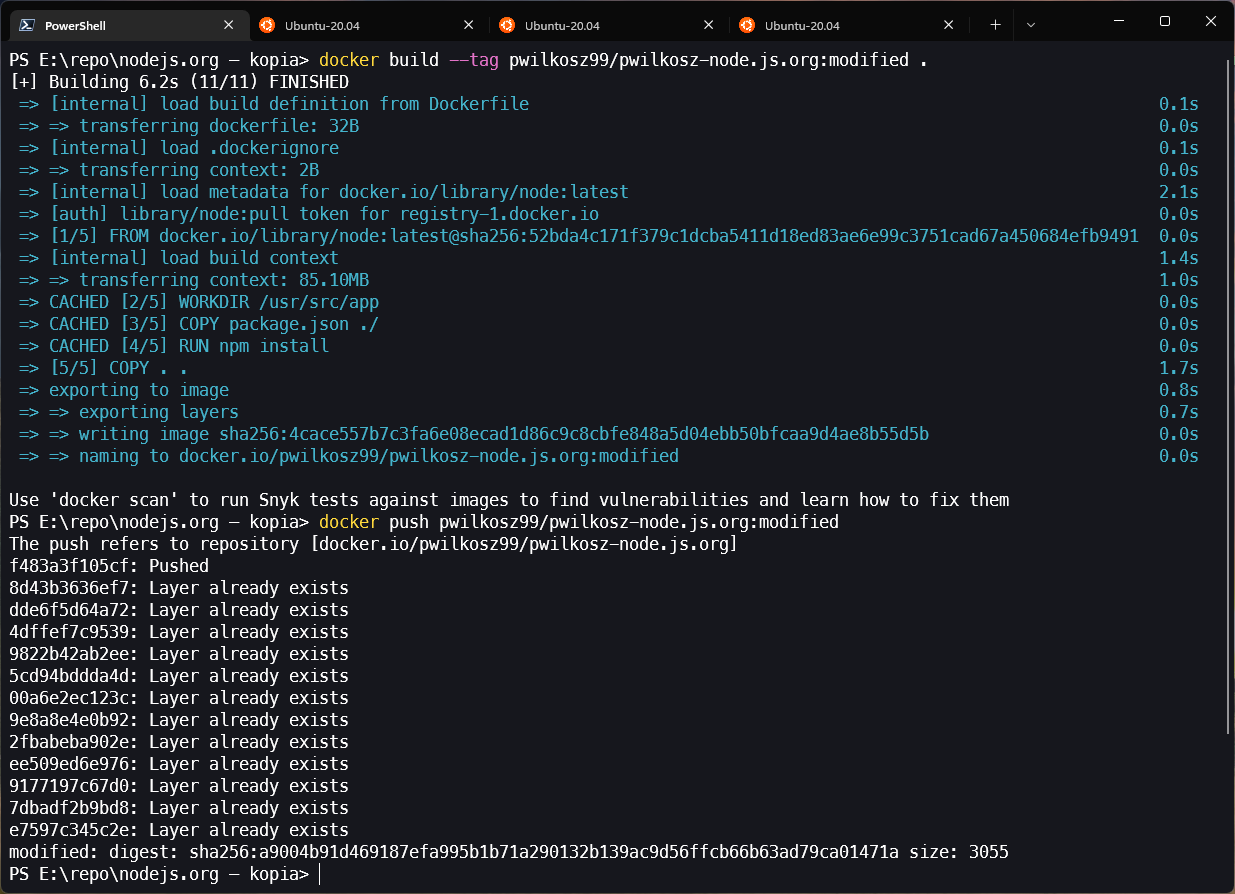 PowerShell
Ubuntu-20.04
Ubuntu-20.04
Ubuntu-20.04
PS E:\repo\nodejs.org — kopia> docker build --tag pwilkosz99/pwilkosz-node.js.org:modified .
[+] Building 6.2s (11/11) FINISHED
=> [internal] load build definition from Dockerfile 0.1s
=> => transferring dockerfile: 32B 0.0s
=> [internal] load .dockerignore 0.1s
=> => transferring context: 2B 0.0s
=> [internal] load metadata for docker.io/library/node:latest 2.1s
=> [auth] library/node:pull token for registry-1.docker.io 0.0s
=> [1/5] FROM docker.io/library/node:latest@sha256:52bda4c171f379c1dcba5411d18ed83ae6e99c3751cad67a450684efb9491 0.0s
=> [internal] load build context 1.4s
=> => transferring context: 85.10MB 1.0s
=> CACHED [2/5] WORKDIR /usr/src/app 0.0s
=> CACHED [3/5] COPY package.json ./ 0.0s
=> CACHED [4/5] RUN npm install 0.0s
=> [5/5] COPY . . 1.7s
=> exporting to image 0.8s
=> => exporting layers 0.7s
=> => writing image sha256:4cace557b7c3fa6e08ecad1d86c9c8cbfe848a5d04ebb50bfcaa9d4ae8b55d5b 0.0s
=> => naming to docker.io/pwilkosz99/pwilkosz-node.js.org:modified 0.0s
Use 'docker scan' to run Snyk tests against images to find vulnerabilities and learn how to fix them
PS E:\repo\nodejs.org — kopia> docker push pwilkosz99/pwilkosz-node.js.org:modified
The push refers to repository [docker.io/pwilkosz99/pwilkosz-node.js.org]
f483a3f105cf: Pushed
8d43b3636ef7: Layer already exists
dde6f5d64a72: Layer already exists
4dffef7c9539: Layer already exists
9822b42ab2ee: Layer already exists
5cd94bddda4d: Layer already exists
00a6e2ec123c: Layer already exists
9e8a8e4e0b92: Layer already exists
2fbabeba902e: Layer already exists
ee509ed6e976: Layer already exists
9177197c67d0: Layer already exists
7dbadf2b9bd8: Layer already exists
e7597c345c2e: Layer already exists
modified: digest: sha256:a9004b91d469187efa995b1b71a290132b139ac9d56ffcb66b63ad79ca01471a size: 3055
PS E:\repo\nodejs.org — kopia>